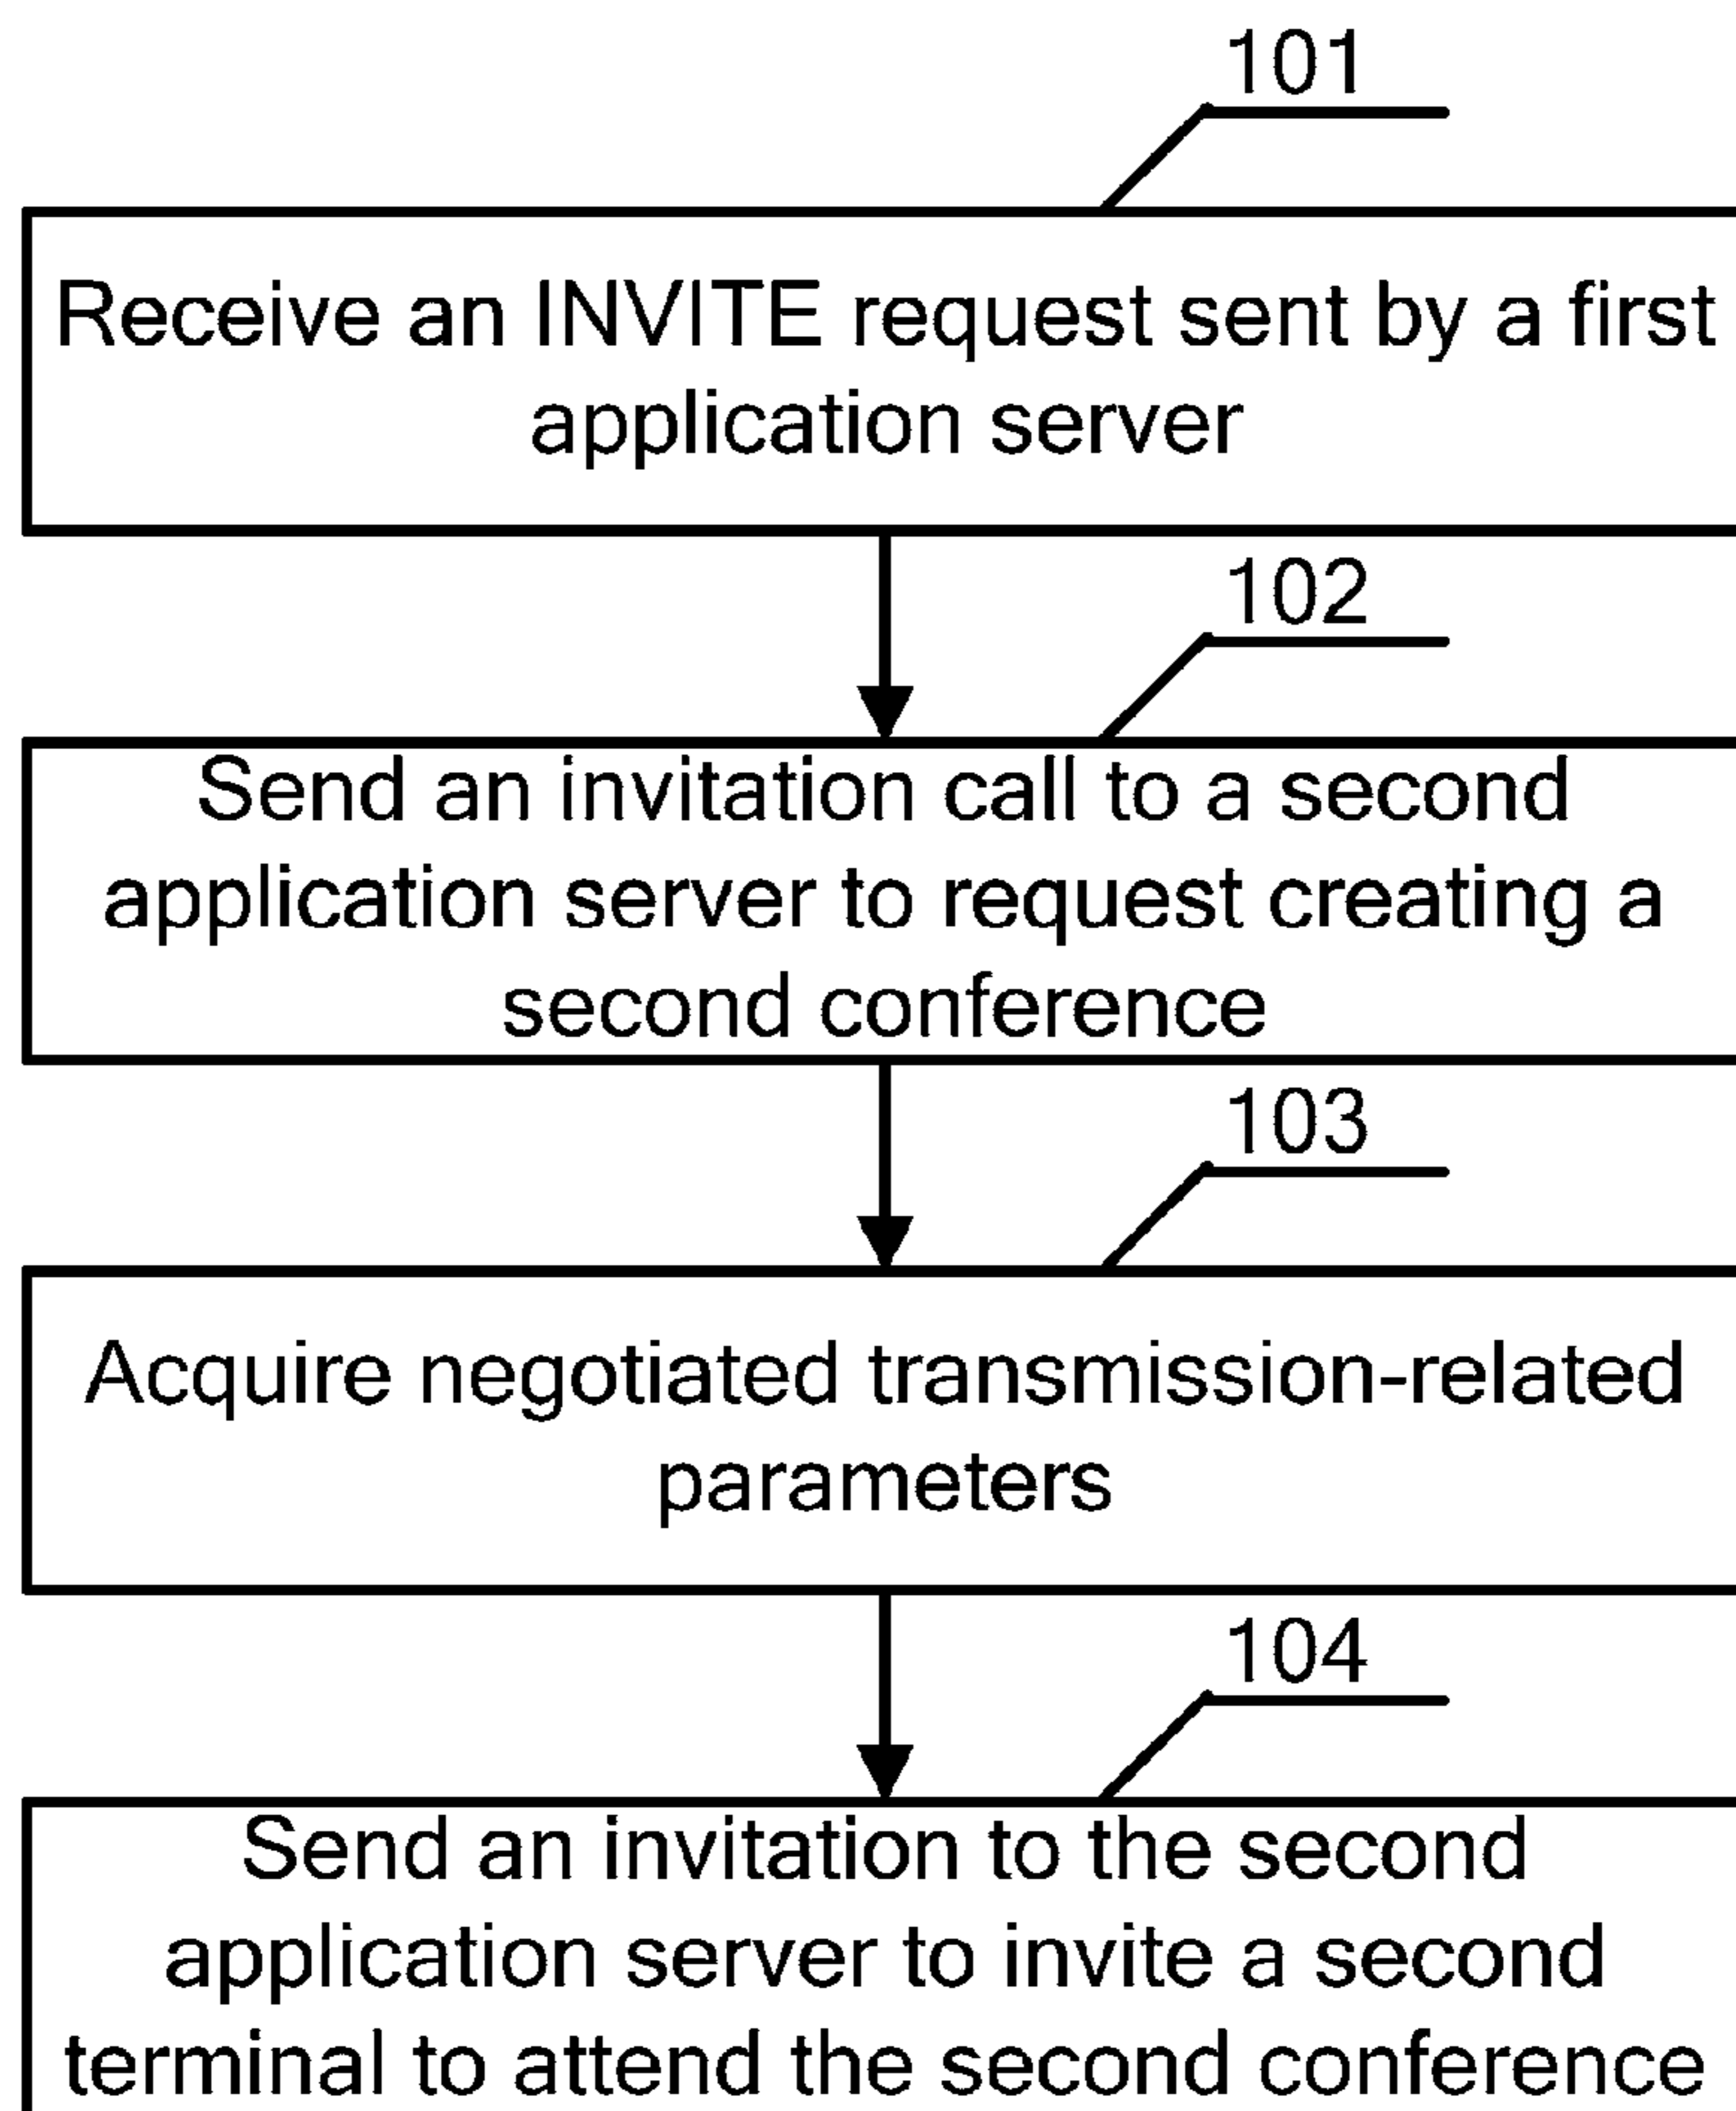 101
Receive an INVITE request sent by a first
application server
102
Send an invitation call to a second
application server to request creating a
second conference
103
Acquire negotiated transmission-related
parameters
104
Send an invitation to the second
application server to invite a second
terminal to attend the second conference